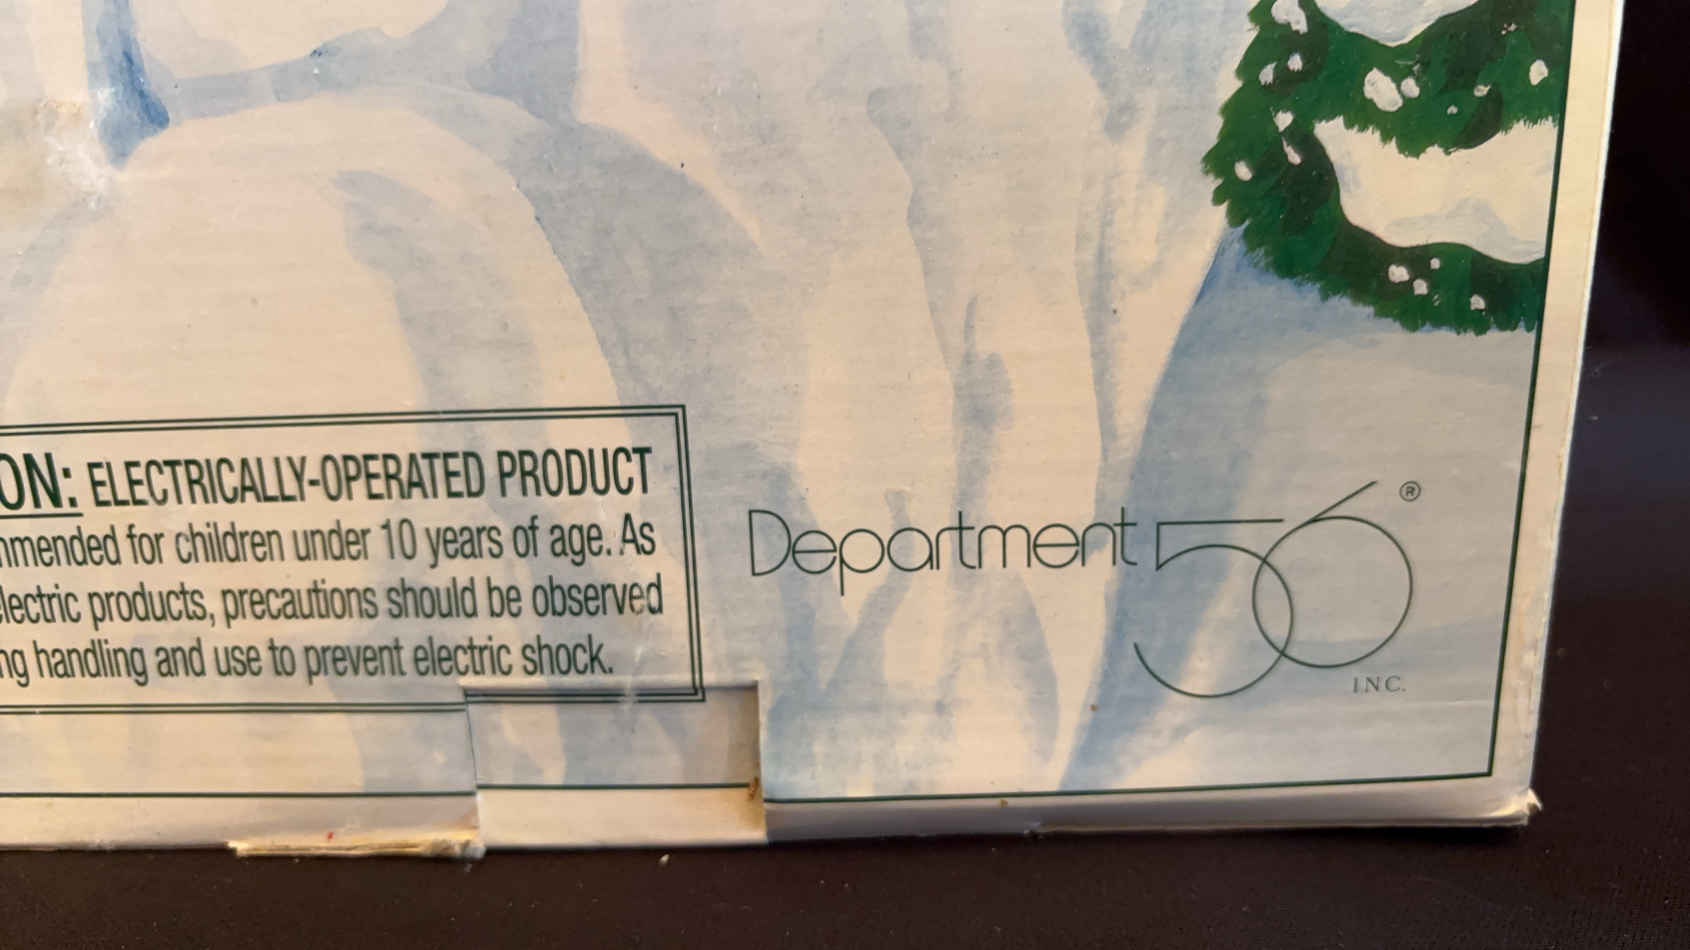 ON: ELECTRICALLY-OPERATED PRODUCT
mmended for children under 10 years of age. As
electric products, precautions should be observed
ng handling and use to prevent electric shock.
Department 56®
INC.